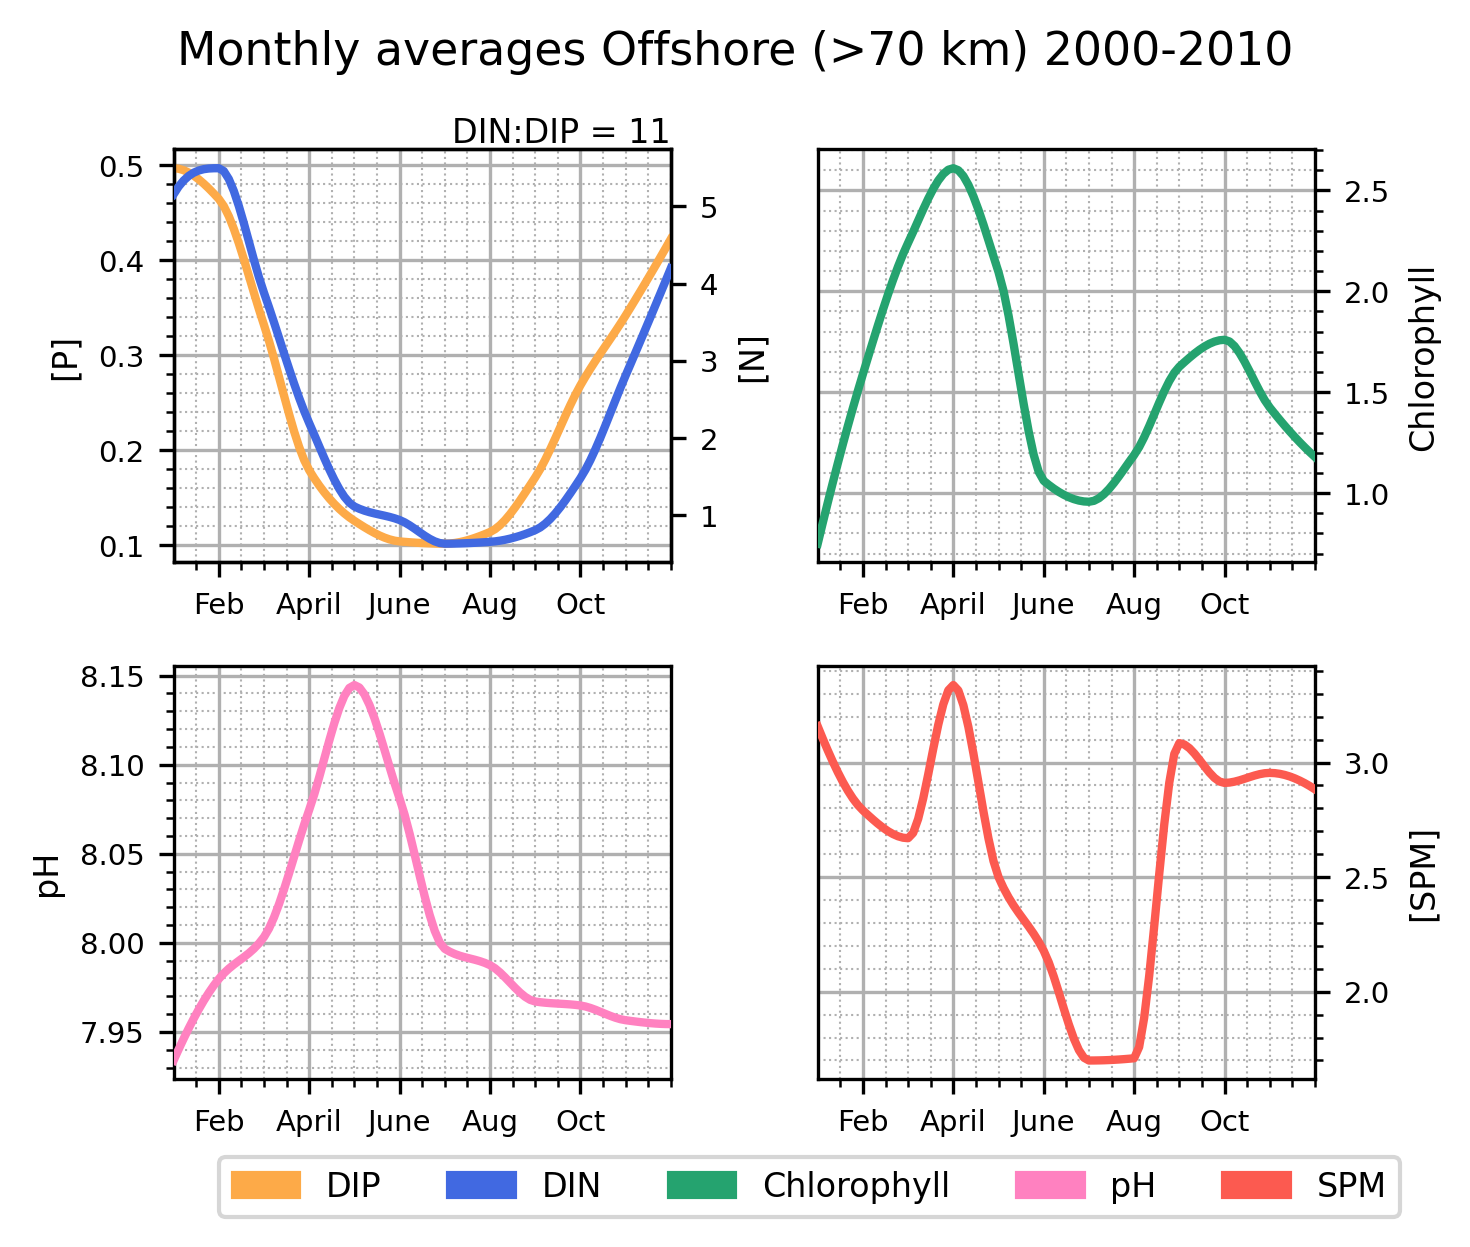 Monthly averages Offshore (>70 km) 2000-2010
DIN:DIP = 11
[P]
0.5
0.4
0.3
0.2
0.1
5
4
3
2
1
[N]
Feb April June Aug Oct
2.5
2.0
1.5
1.0
Chlorophyll
Feb April June Aug Oct
pH
8.15
8.10
8.05
8.00
7.95
Feb April June Aug Oct
3.0
2.5
2.0
[SPM]
Feb April June Aug Oct
DIP DIN Chlorophyll pH SPM